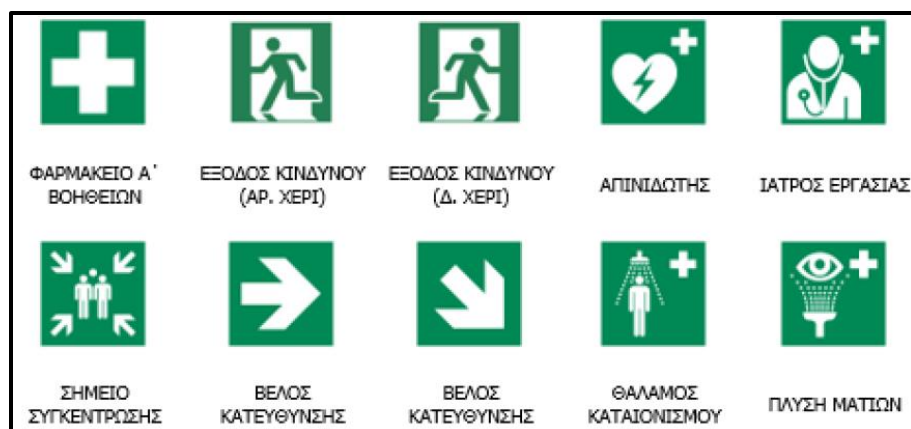 ΦΑΡΜΑΚΕΙΟ Α΄
ΒΟΗΘΕΙΩΝ
ΕΞΟΔΟΣ ΚΙΝΔΥΝΟΥ
(ΑΡ. ΧΕΡΙ)
ΕΞΟΔΟΣ ΚΙΝΔΥΝΟΥ
(Δ. ΧΕΡΙ)
ΑΠΙΝΙΔΩΤΗΣ
ΙΑΤΡΟΣ ΕΡΓΑΣΙΑΣ
ΣΗΜΕΙΟ
ΣΥΓΚΕΝΤΡΩΣΗΣ
ΒΕΛΟΣ
ΚΑΤΕΥΘΥΝΣΗΣ
ΒΕΛΟΣ
ΚΑΤΕΥΘΥΝΣΗΣ
ΘΑΛΑΜΟΣ
ΚΑΤΑΙΟΝΙΣΜΟΥ
ΠΛΥΣΗ ΜΑΤΙΩΝ